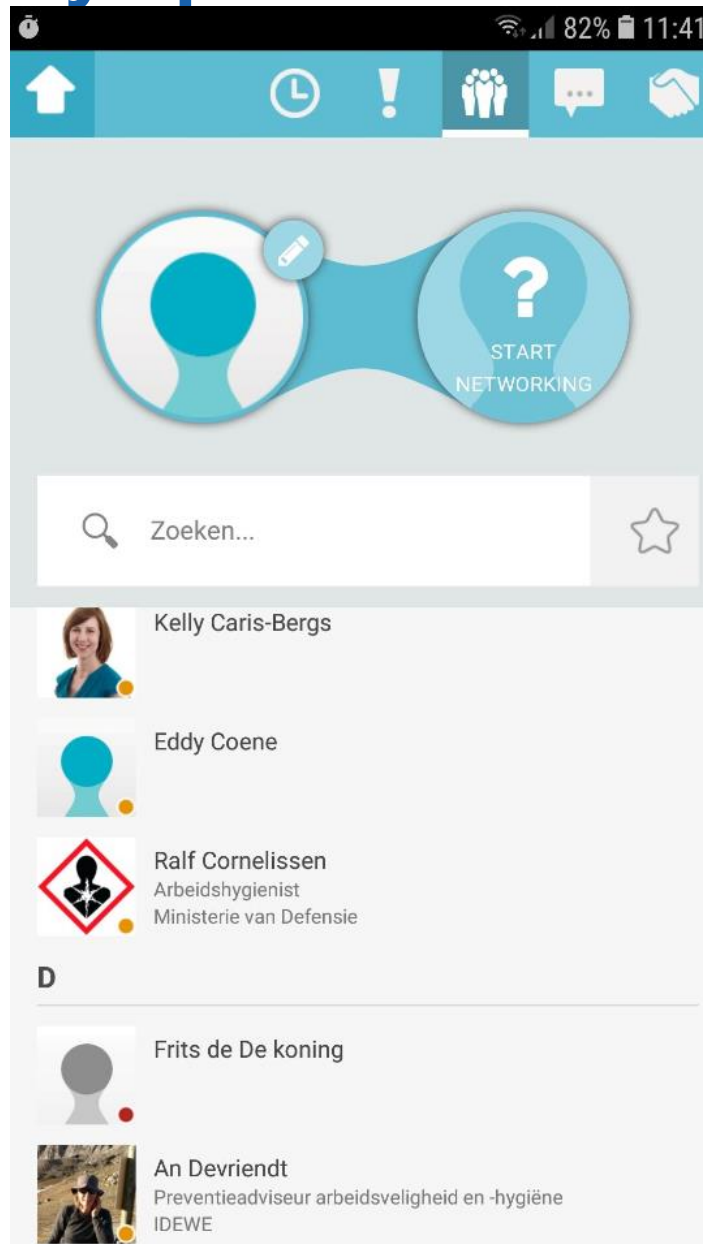 82% 11:41
?
START
NETWORKING
Zoeken...
Kelly Caris-Bergs
Eddy Coene
Ralf Cornelissen
Arbeidshygienist
Ministerie van Defensie
D
Frits de De koning
An Devriendt
Preventieadviseur arbeidsveligheid en -hygiëne
IDEWE